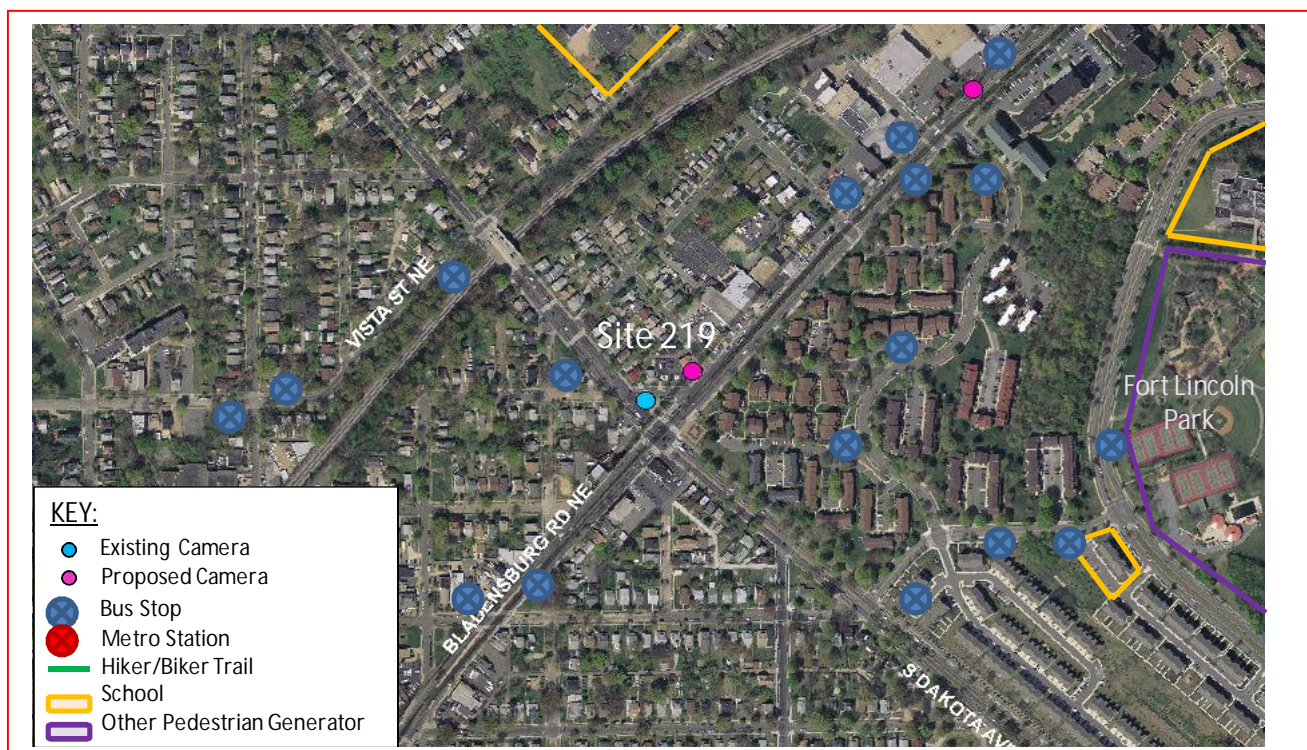 VISTA ST NE
Site 219
Fort Lincoln
Park
BLADENSBURG RD NE
S DAKOTA AVE
KEY:
Existing Camera
Proposed Camera
Bus Stop
Metro Station
Hiker/Biker Trail
School
Other Pedestrian Generator